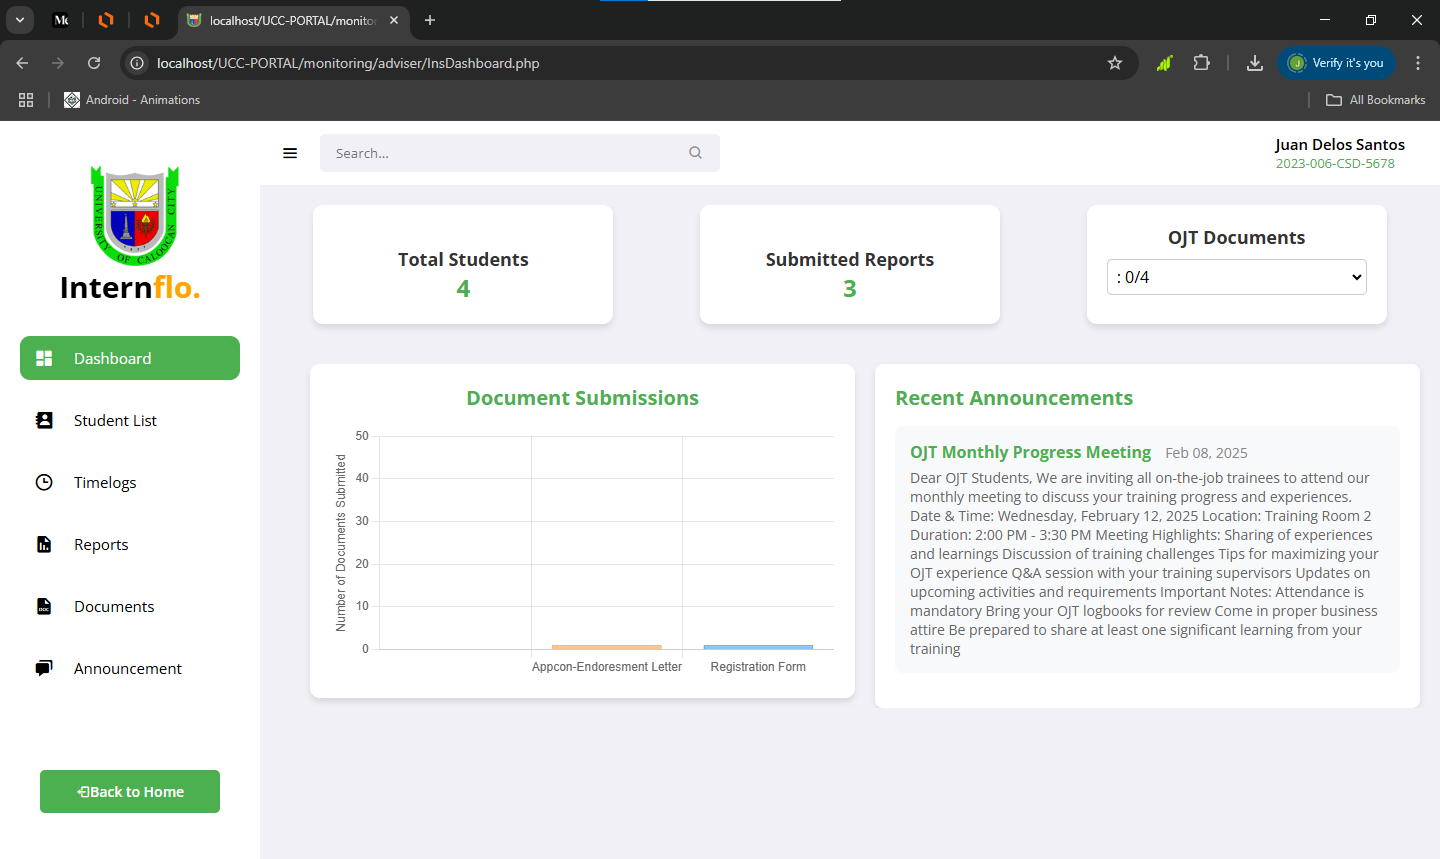 localhost/UCC-PORTAL/monitor
localhost/UCC-PORTAL/monitoring/adviser/InsDashboard.php
J
Verify it's you
Android - Animations
All Bookmarks
UNIVERSITY OF CALOOCAN CITY
Internflo.
Search...
Juan Delos Santos
2023-006-CSD-5678
Dashboard
Student List
Timelogs
Reports
Documents
Announcement
Back to Home
Total Students
4
Submitted Reports
3
OJT Documents
: 0/4
Document Submissions
Number of Documents Submitted
50
40
30
20
10
0
Appcon-Endoresment Letter
Registration Form
Recent Announcements
OJT Monthly Progress Meeting Feb 08, 2025
Dear OJT Students, We are inviting all on-the-job trainees to attend our
monthly meeting to discuss your training progress and experiences.
Date & Time: Wednesday, February 12, 2025 Location: Training Room 2
Duration: 2:00 PM - 3:30 PM Meeting Highlights: Sharing of experiences
and learnings Discussion of training challenges Tips for maximizing your
OJT experience Q&A session with your training supervisors Updates on
upcoming activities and requirements Important Notes: Attendance is
mandatory Bring your OJT logbooks for review Come in proper business
attire Be prepared to share at least one significant learning from your
training